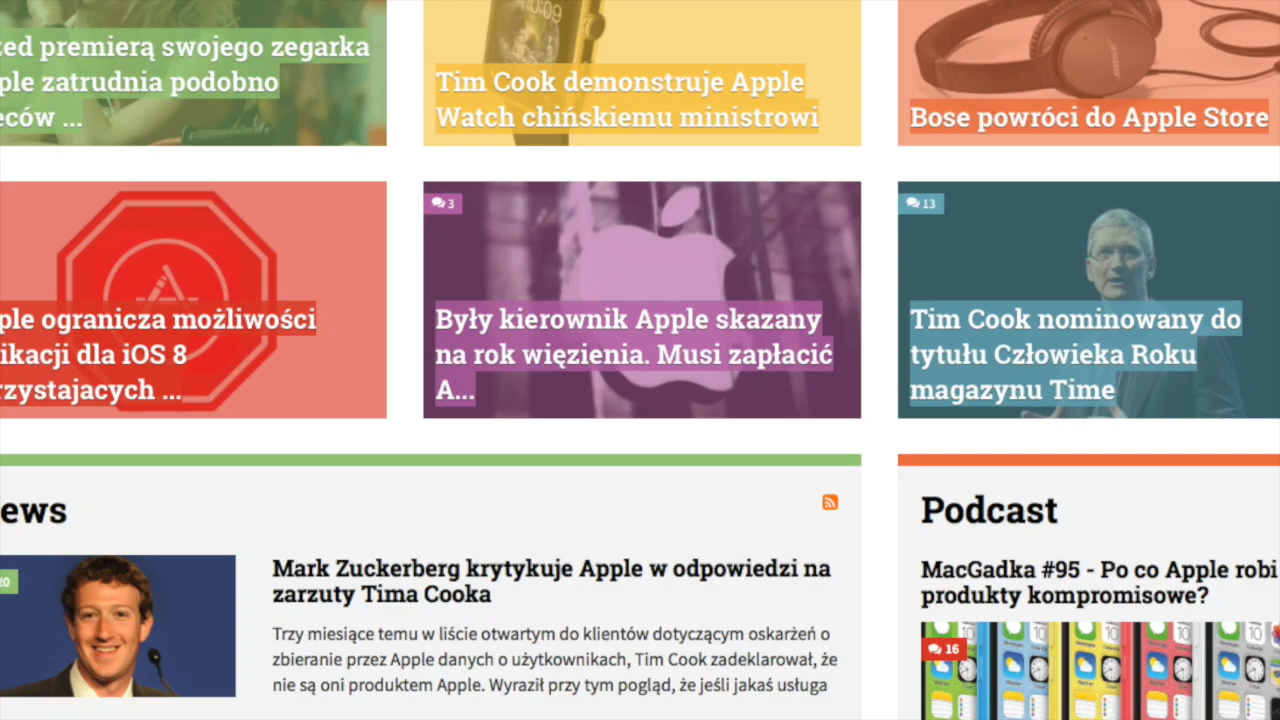 zed premierą swojego zegarka
ple zatrudnia podobno
eców ...
10:09
Tim Cook demonstruje Apple
Watch chińskiemu ministrowi
Bose powróci do Apple Store
ple ogranicza możliwości
ikacji dla iOS 8
rzystajacych ...
3
Były kierownik Apple skazany
na rok więzienia. Musi zapłacić
A...
13
Tim Cook nominowany do
tytułu Człowieka Roku
magazynu Time
ews
20
Mark Zuckerberg krytykuje Apple w odpowiedzi na
zarzuty Tima Cooka
Trzy miesiące temu w liście otwartym do klientów dotyczącym oskarżeń o
zbieranie przez Apple danych o użytkownikach, Tim Cook zadeklarował, że
nie są oni produktem Apple. Wyraził przy tym pogląd, że jeśli jakaś usługa
Podcast
MacGadka #95 - Po co Apple robi
produkty kompromisowe?
16